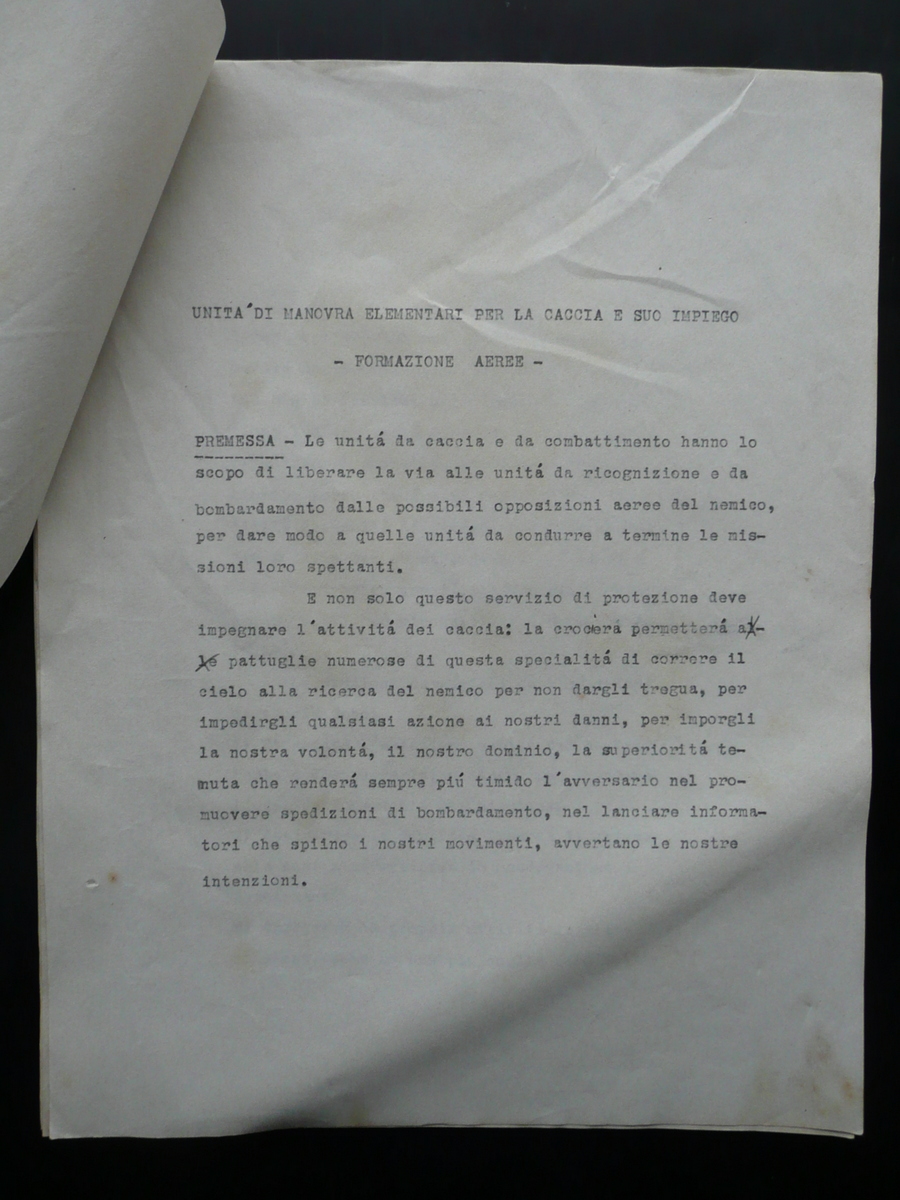 UNITA´DI MANOVRA ELEMENTARI PER LA CACCIA E SUO IMPIEGO
- FORMAZIONE AEREE -
PREMESSA - Le unitá da caccia e da combattimento hanno lo
scopo di liberare la via alle unitá da ricognizione e da
bombardamento dalle possibili opposizioni aeree del nemico,
per dare modo a quelle unitá da condurre a termine le mis-
sioni loro spettanti.
E non solo questo servizio di protezione deve
impegnare l´attivitá dei caccia: la crociera permetterá al-
le pattuglie numerose di questa specialitá di correre il
cielo alla ricerca del nemico per non dargli tregua, per
impedirgli qualsiasi azione ai nostri danni, per imporgli
la nostra volontá, il nostro dominio, la superioritá te-
muta che renderá sempre piú timido l´avversario nel pro-
muovere spedizioni di bombardamento, nel lanciare informa-
tori che spiino i nostri movimenti, avvertano le nostre
intenzioni.